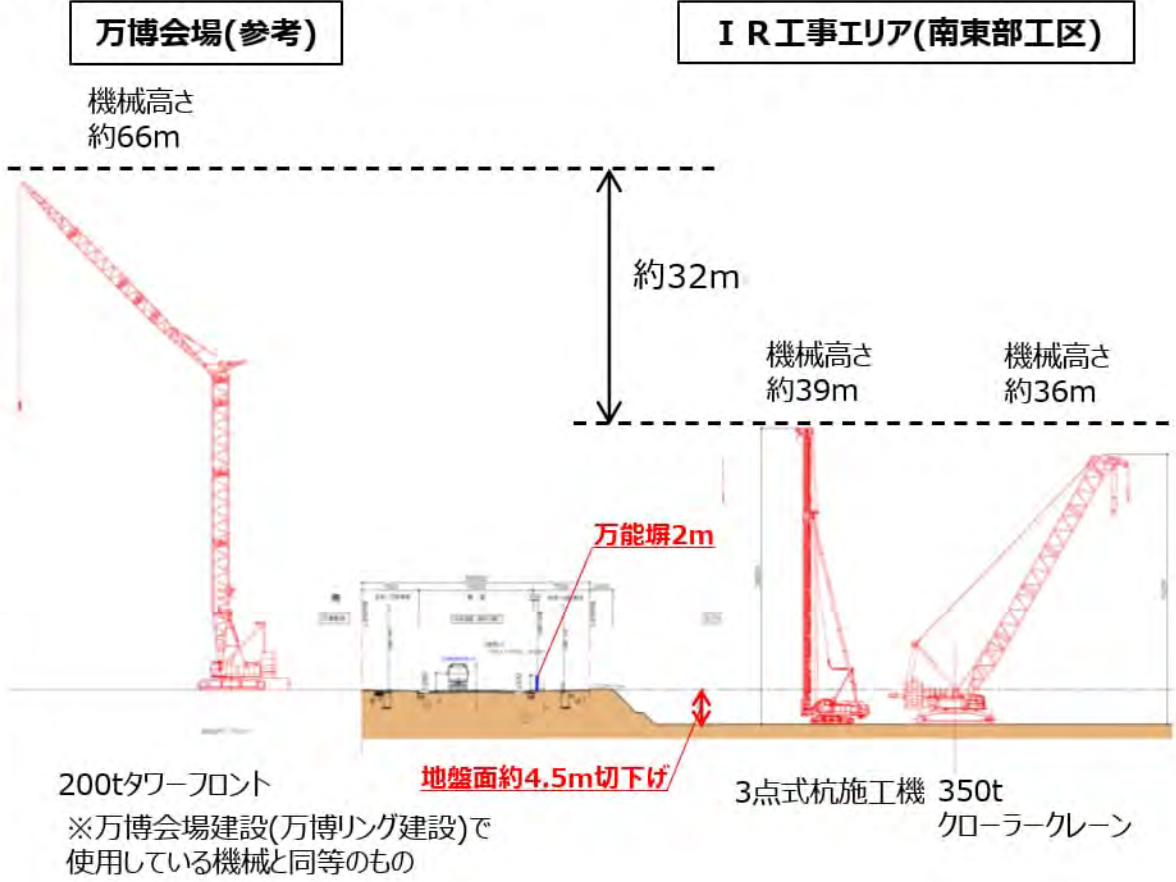 万博会場(参考)
ＩＲ工事エリア(南東部工区)
機械高さ
約66m
約32m
機械高さ
約39m
機械高さ
約36m
万能塀2m
地盤面約4.5m切下げ
200tタワーフロント
※万博会場建設(万博リング建設)で
使用している機械と同等のもの
3点式杭施工機
350t
クローラークレーン